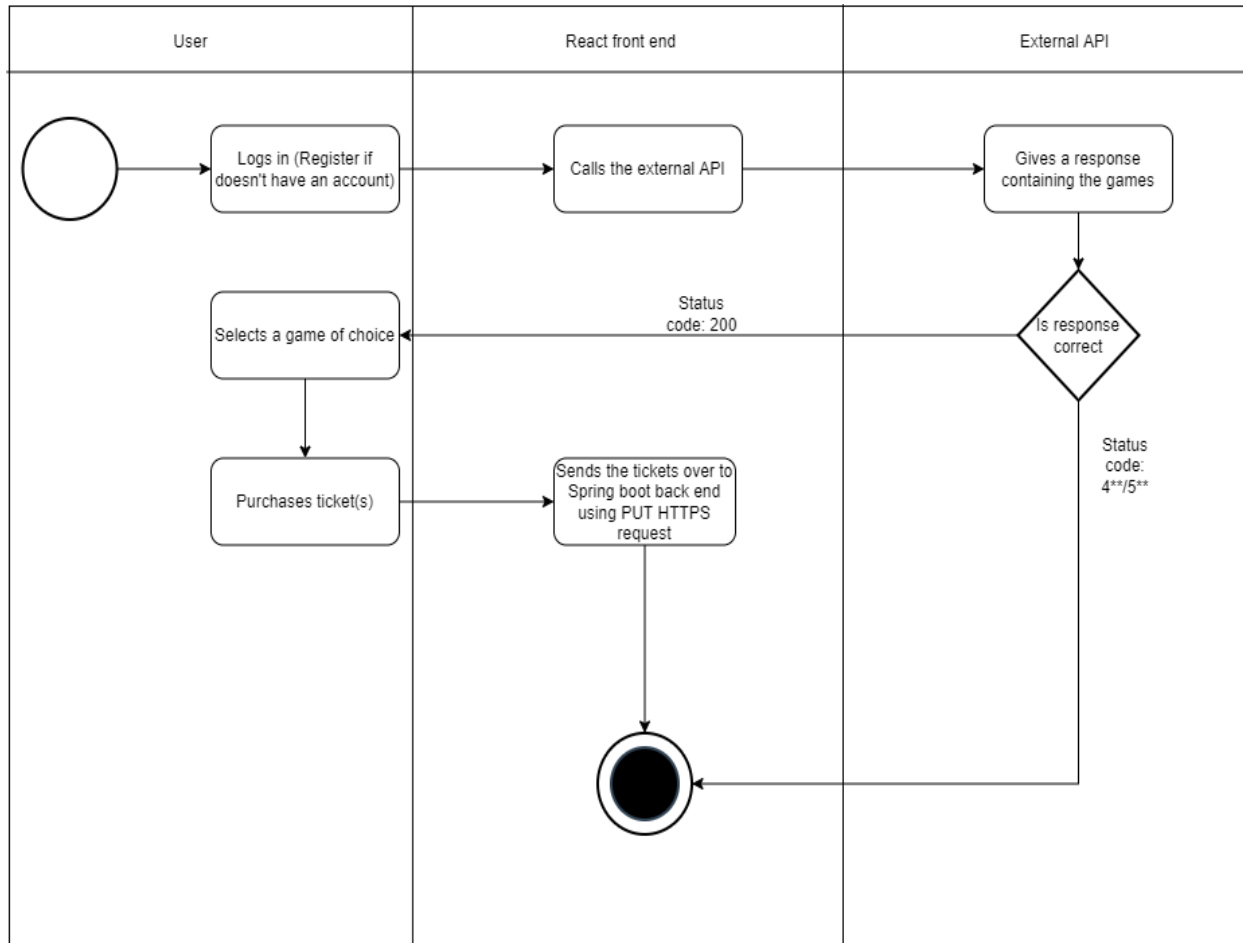 User
React front end
External API
Logs in (Register if
doesn't have an account)
Calls the external API
Gives a response
containing the games
Status
code: 200
Selects a game of choice
Is response
correct
Status
code:
4**/5**
Purchases ticket(s)
Sends the tickets over to
Spring boot back end
using PUT HTTPS
request